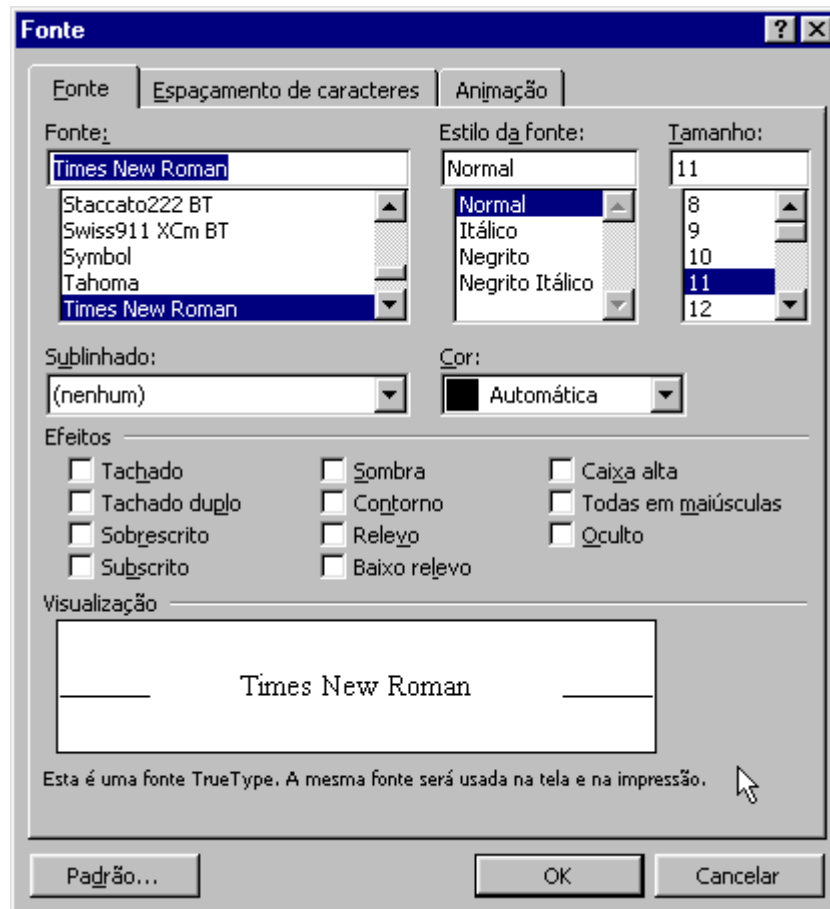 Fonte
Fonte Espaçamento de caracteres Animação
Fonte: Estilo da fonte: Tamanho:
Times New Roman Normal 11
Staccato222 BT Normal 8
Swiss911 XCm BT Itálico 9
Symbol Negrito 10
Tahoma Negrito Itálico 11
Times New Roman 12
Sublinhado: Cor:
(nenhum) Automática
Efeitos
Tachado Sombra Caixa alta
Tachado duplo Contorno Todas em maiúsculas
Sobrescrito Relevo Oculto
Subscrito Baixo relevo
Visualização
Times New Roman
Esta é uma fonte TrueType. A mesma fonte será usada na tela e na impressão.
Padrão... OK Cancelar